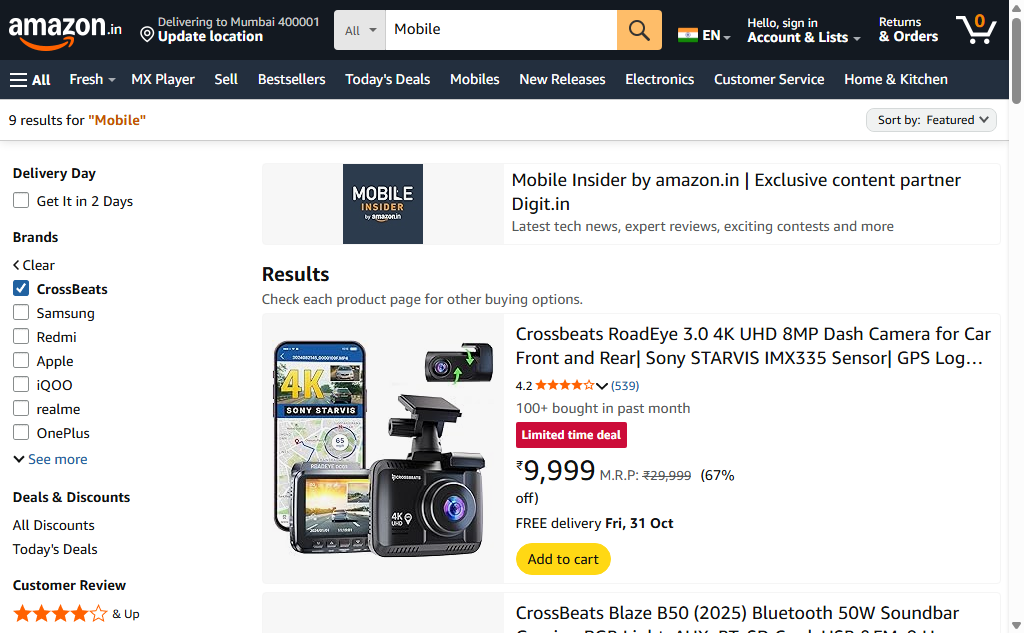 amazon.in
Delivering to Mumbai 400001
Update location
All
Mobile
EN
Hello, sign in
Account & Lists
Returns
& Orders
0
All
Fresh
MX Player
Sell
Bestsellers
Today's Deals
Mobiles
New Releases
Electronics
Customer Service
Home & Kitchen
9 results for "Mobile"
Sort by: Featured
Delivery Day
Get It in 2 Days
Brands
Clear
CrossBeats
Samsung
Redmi
Apple
iQOO
realme
OnePlus
See more
Deals & Discounts
All Discounts
Today's Deals
Customer Review
& Up
MOBILE
INSIDER
by amazon.in
Mobile Insider by amazon.in | Exclusive content partner
Digit.in
Latest tech news, expert reviews, exciting contests and more
Results
Check each product page for other buying options.
4K
SONY STARVIS
65
CROSSBEATS
4K
UHD
Crossbeats RoadEye 3.0 4K UHD 8MP Dash Camera for Car
Front and Rear| Sony STARVIS IMX335 Sensor| GPS Log…
4.2 (539)
100+ bought in past month
Limited time deal
₹9,999 M.R.P: ₹29,999 (67%
off)
FREE delivery Fri, 31 Oct
Add to cart
CrossBeats Blaze B50 (2025) Bluetooth 50W Soundbar